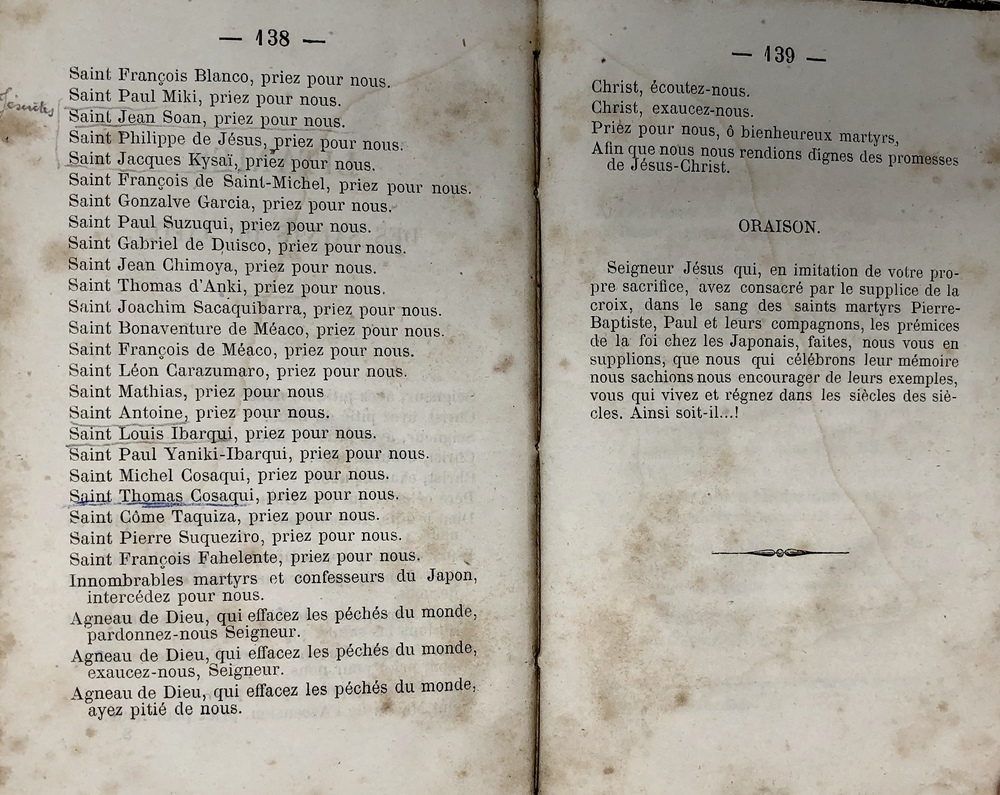 — 138 —
Saint François Blanco, priez pour nous.
Saint Paul Miki, priez pour nous.
Jésuites
Saint Jean Soan, priez pour nous.
Saint Philippe de Jésus, priez pour nous.
Saint Jacques Kysaï, priez pour nous.
Saint François de Saint-Michel, priez pour nous.
Saint Gonzalve Garcia, priez pour nous.
Saint Paul Suzuqui, priez pour nous.
Saint Gabriel de Duisco, priez pour nous.
Saint Jean Chimoya, priez pour nous.
Saint Thomas d'Anki, priez pour nous.
Saint Joachim Sacaquibarra, priez pour nous.
Saint Bonaventure de Méaco, priez pour nous.
Saint François de Méaco, priez pour nous.
Saint Léon Carazumaro, priez pour nous.
Saint Mathias, priez pour nous
Saint Antoine, priez pour nous.
Saint Louis Ibarqui, priez pour nous.
Saint Paul Yaniki-Ibarqui, priez pour nous.
Saint Michel Cosaqui, priez pour nous.
Saint Thomas Cosaqui, priez pour nous.
Saint Côme Taquiza, priez pour nous.
Saint Pierre Suqueziro, priez pour nous.
Saint François Fahelente, priez pour nous.
Innombrables martyrs et confesseurs du Japon,
intercédez pour nous.
Agneau de Dieu, qui effacez les péchés du monde,
pardonnez-nous Seigneur.
Agneau de Dieu, qui effacez les péchés du monde,
exaucez-nous, Seigneur.
Agneau de Dieu, qui effacez les péchés du monde,
ayez pitié de nous.
— 139 —
Christ, écoutez-nous.
Christ, exaucez-nous.
Priez pour nous, ô bienheureux martyrs,
Afin que nous nous rendions dignes des promesses
de Jésus-Christ.
ORAISON.
Seigneur Jésus qui, en imitation de votre pro-
pre sacrifice, avez consacré par le supplice de la
croix, dans le sang des saints martyrs Pierre-
Baptiste, Paul et leurs compagnons, les prémices
de la foi chez les Japonais, faites, nous vous en
supplions, que nous qui célébrons leur mémoire
nous sachions nous encourager de leurs exemples,
vous qui vivez et régnez dans les siècles des siè-
cles. Ainsi soit-il...!